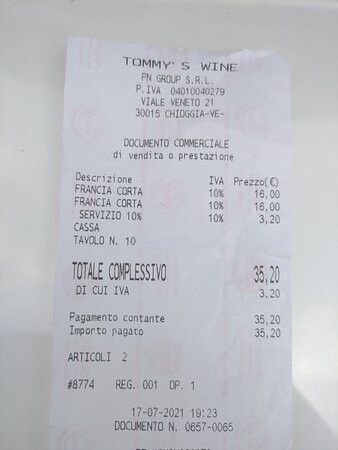 TOMMY'S WINE
PN GROUP S.R.L.
P.IVA 04010040279
VIALE VENETO 21
30015 CHIOGGIA-VE-
DOCUMENTO COMMERCIALE
di vendita o prestazione
Descrizione IVA Prezzo(€)
FRANCIA CORTA 10% 16,00
FRANCIA CORTA 10% 16,00
SERVIZIO 10% 10% 3,20
CASSA
TAVOLO N. 10
TOTALE COMPLESSIVO 35,20
DI CUI IVA 3,20
Pagamento contante 35,20
Importo pagato 35,20
ARTICOLI 2
#8774 REG. 001 OP. 1
17-07-2021 19:23
DOCUMENTO N. 0657-0065